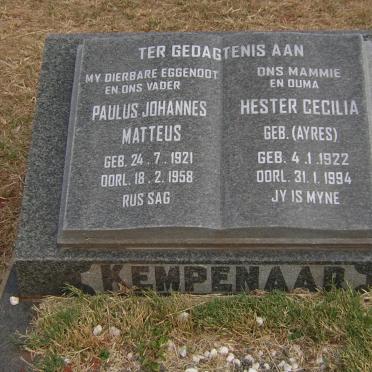 TER GEDAGTENIS AAN
MY DIERBARE EGGENOOT
EN ONS VADER
PAULUS JOHANNES
MATTEUS
GEB. 24. 7. 1921
OORL. 18. 2. 1958
RUS SAG
ONS MAMMIE
EN OUMA
HESTER CECILIA
GEB. (AYRES)
GEB. 4 .1 .1922
OORL. 31. 1. 1994
JY IS MYNE
KEMPENAAR